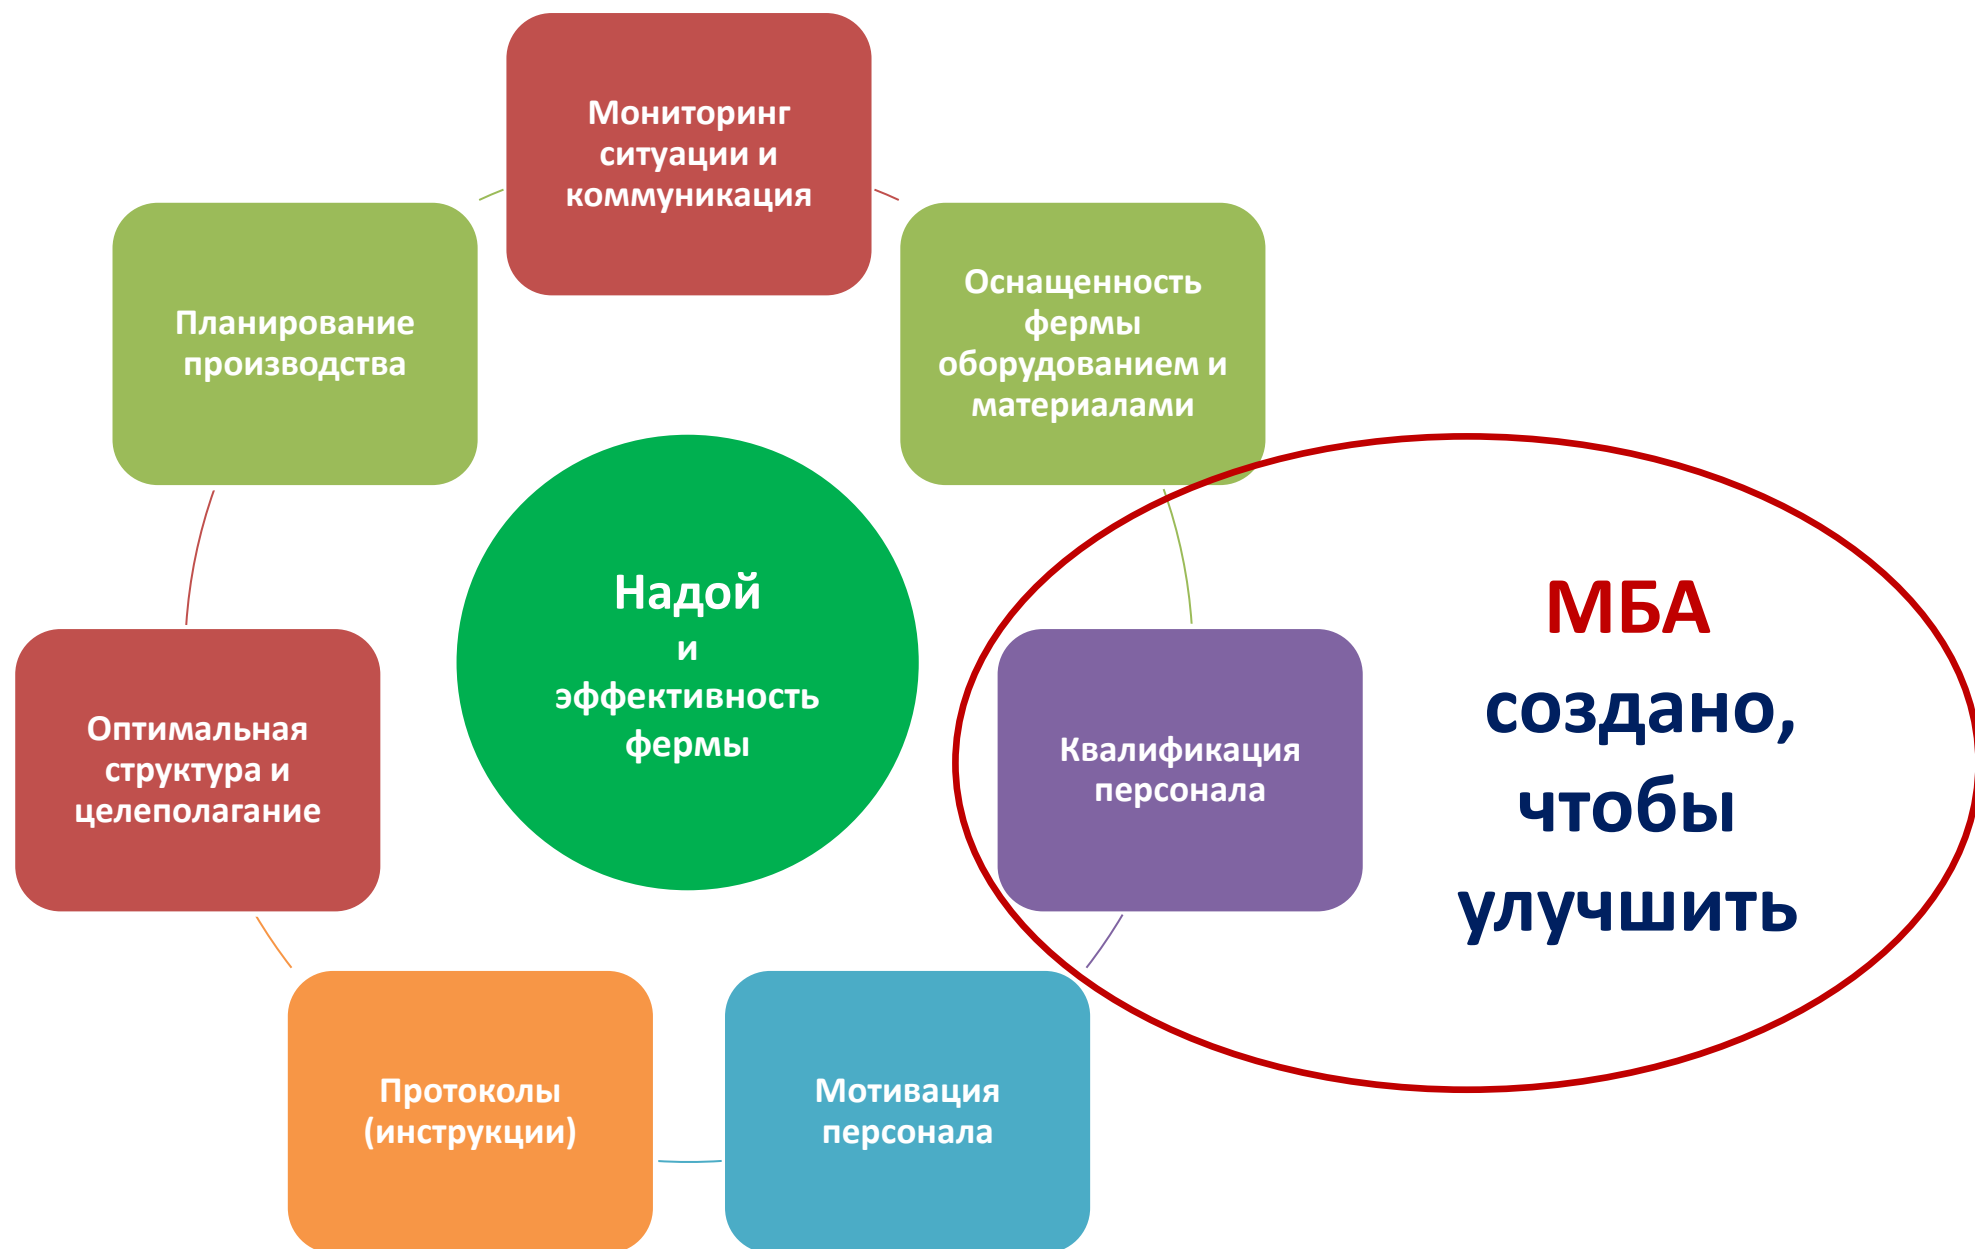 Мониторинг
ситуации и
коммуникация
Оснащенность
фермы
оборудованием и
материалами
Планирование
производства
Надой
и
эффективность
фермы
Оптимальная
структура и
целеполагание
Квалификация
персонала
МБА
создано,
чтобы
улучшить
Протоколы
(инструкции)
Мотивация
персонала